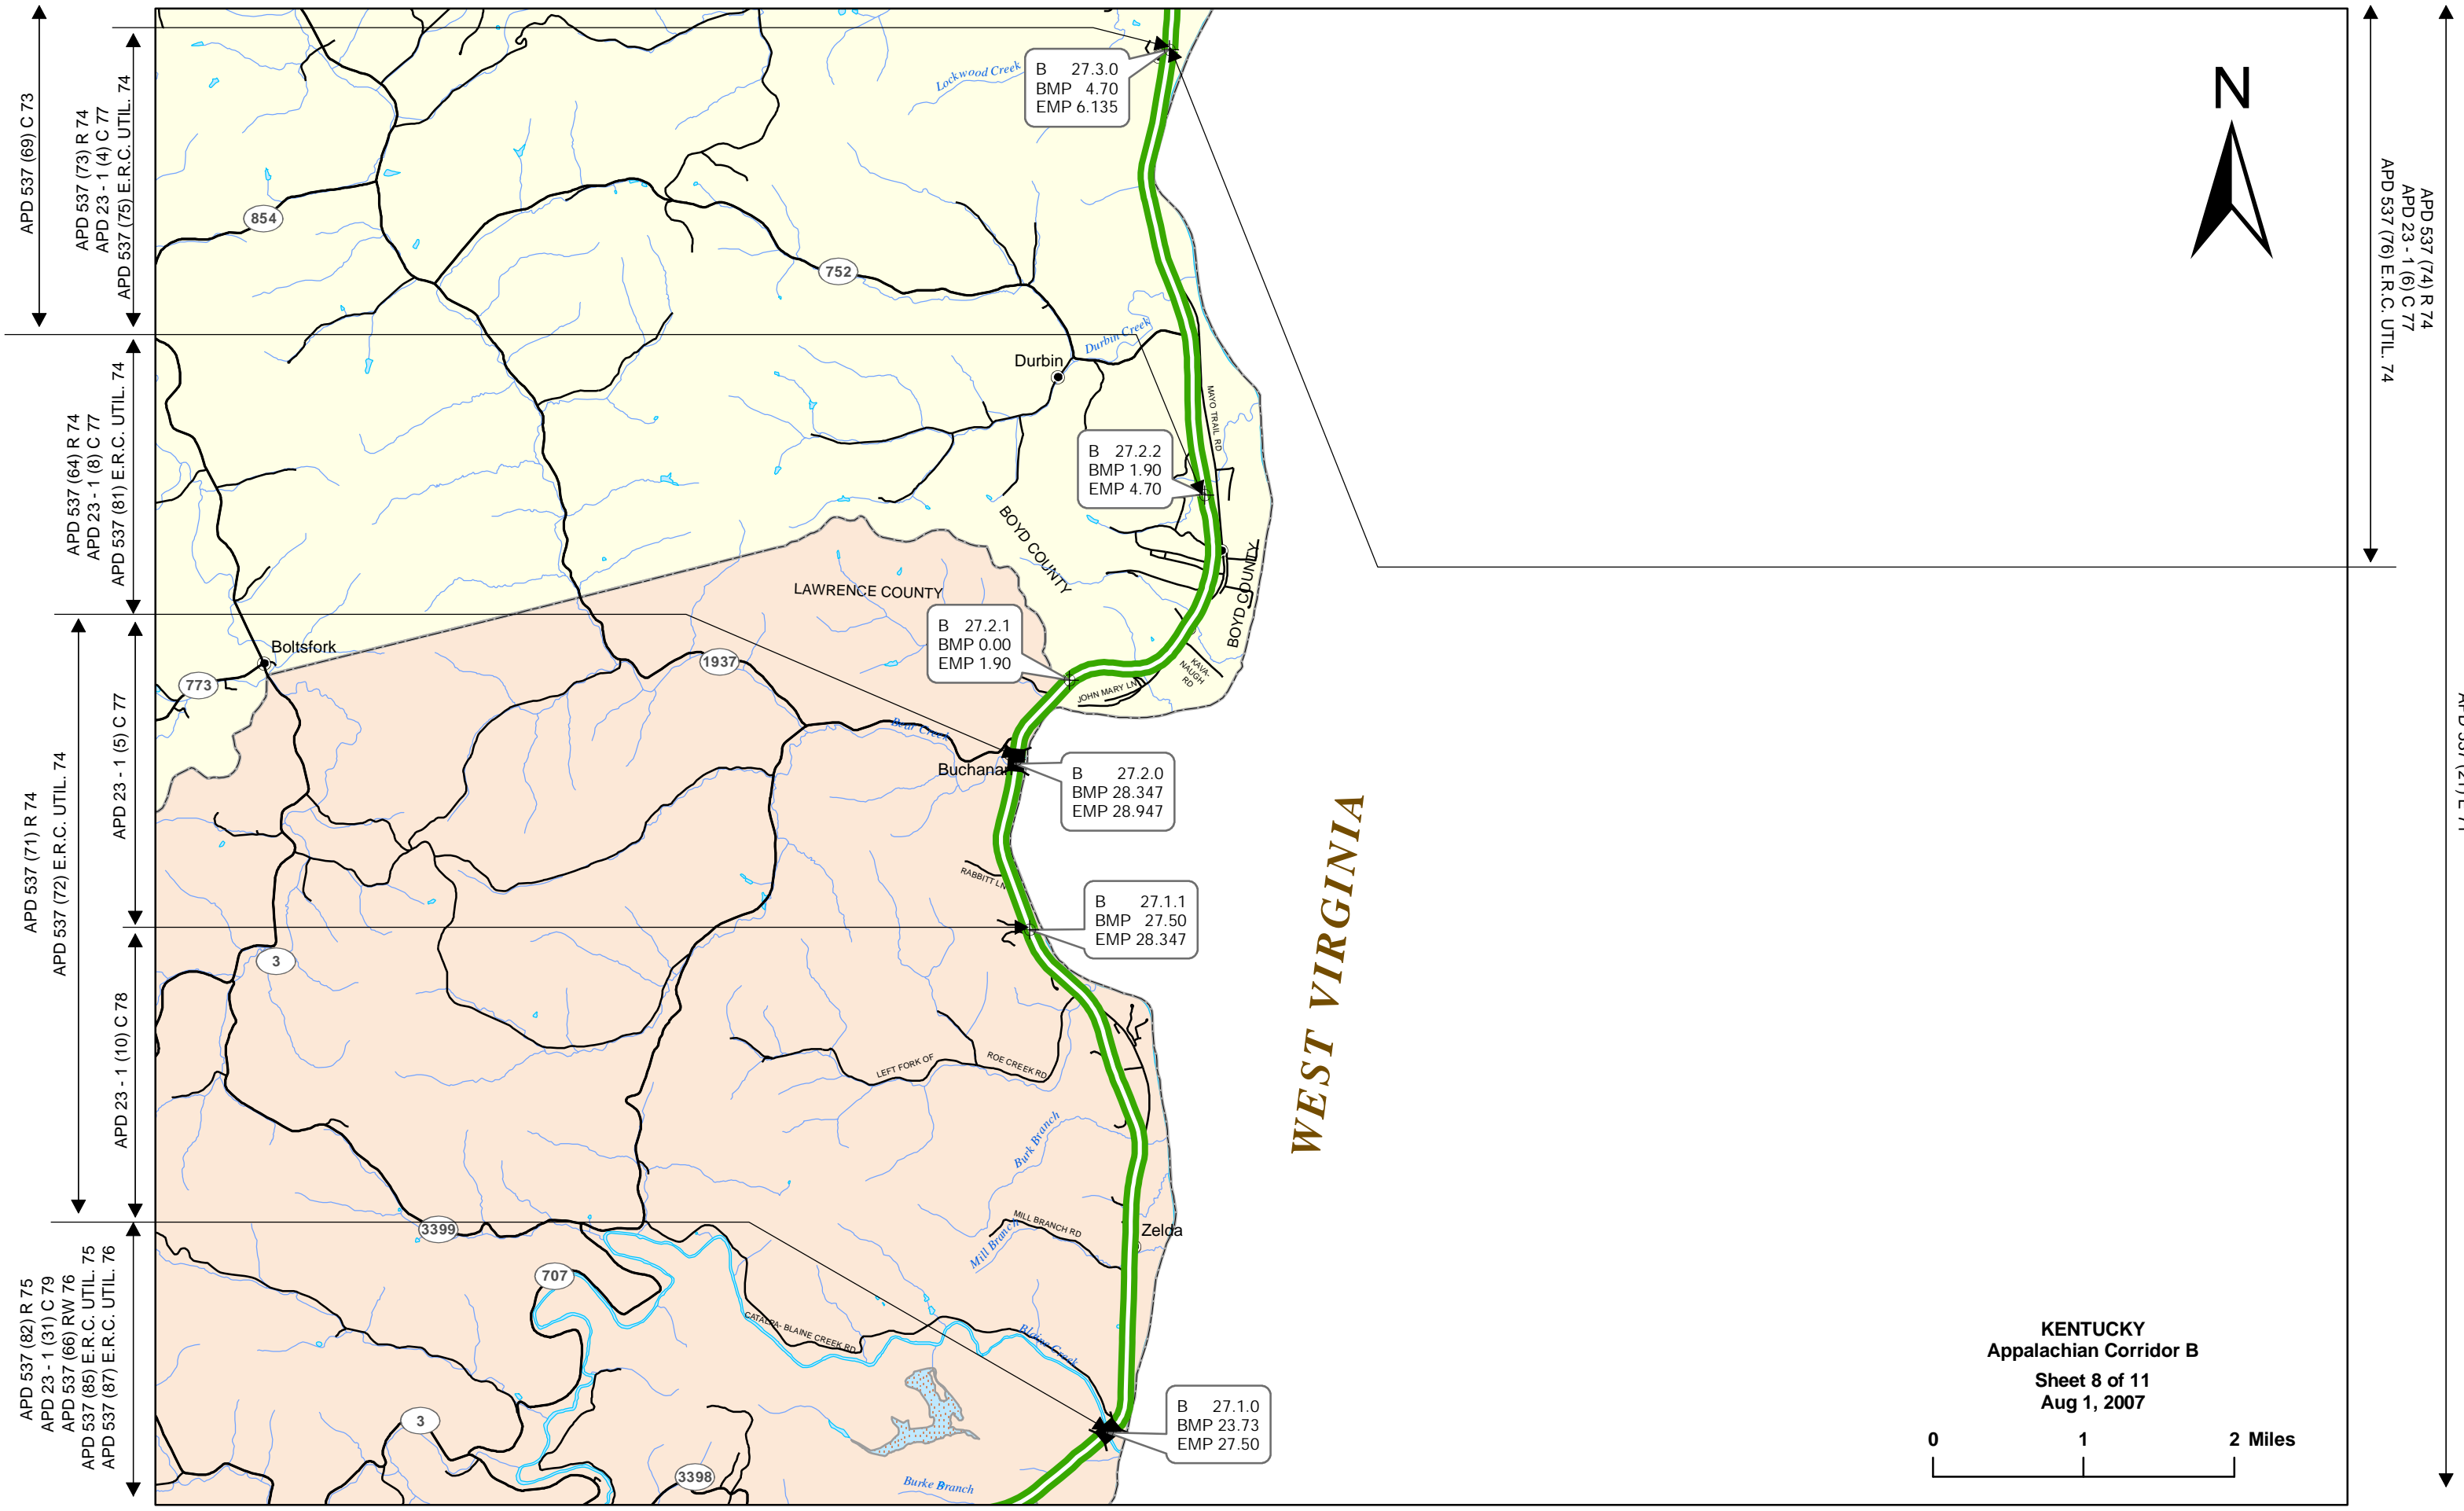 APD 537 (69) C 73
APD 537 (73) R 74
APD 23 - 1 (4) C 77
APD 537 (75) E.R.C. UTIL. 74
APD 537 (64) R 74
APD 23 - 1 (8) C 77
APD 537 (81) E.R.C. UTIL. 74
APD 537 (71) R 74
APD 537 (72) E.R.C. UTIL. 74
APD 23 - 1 (5) C 77
APD 23 - 1 (10) C 78
APD 537 (82) R 75
APD 23 - 1 (31) C 79
APD 537 (66) RW 76
APD 537 (85) E.R.C. UTIL. 75
APD 537 (87) E.R.C. UTIL. 76
Lockwood Creek
B 27.3.0
BMP 4.70
EMP 6.135
854
752
Durbin Creek
Durbin
MAYO TRAIL RD
B 27.2.2
BMP 1.90
EMP 4.70
BOYD COUNTY
BOYD COUNTY
LAWRENCE COUNTY
B 27.2.1
BMP 0.00
EMP 1.90
Boltsfork
773
1937
KAVA-
NAUGH
RD
JOHN MARY LN
Bear Creek
Buchanan
B 27.2.0
BMP 28.347
EMP 28.947
RABBITT LN
B 27.1.1
BMP 27.50
EMP 28.347
3
LEFT FORK OF
ROE CREEK RD
Burk Branch
WEST VIRGINIA
3399
MILL BRANCH RD
Mill Branch
Zelda
707
CATALPA- BLAINE CREEK RD
Blaine Creek
B 27.1.0
BMP 23.73
EMP 27.50
3
3398
Burke Branch
N
APD 537 (74) R 74
APD 23 - 1 (6) C 77
APD 537 (76) E.R.C. UTIL. 74
KENTUCKY
Appalachian Corridor B
Sheet 8 of 11
Aug 1, 2007
0 1 2 Miles